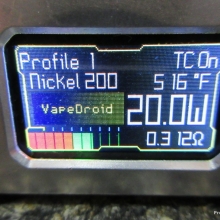 Profile 1 TC On
Nickel 200 516°F
VapeDroid 20.0W
0.312Ω